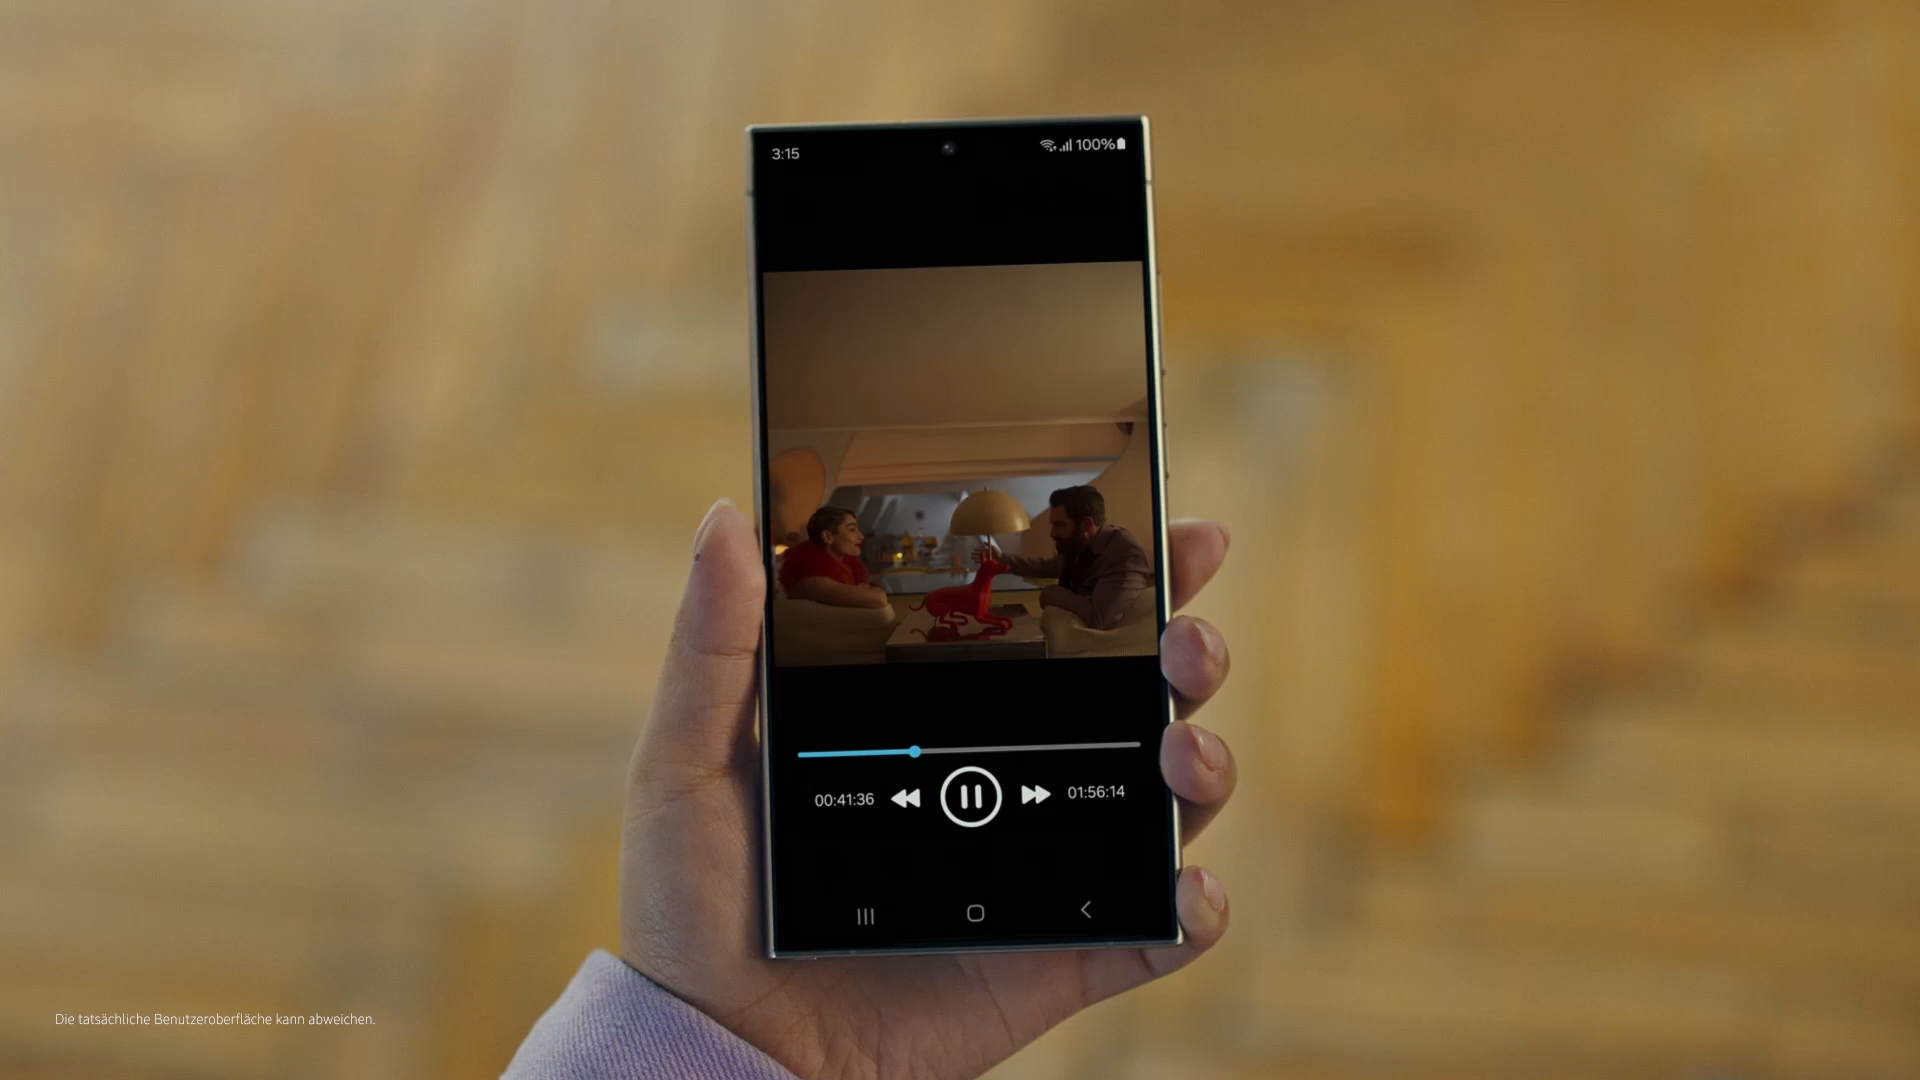 3:15
100%
00:41:36
01:56:14
Die tatsächliche Benutzeroberfläche kann abweichen.